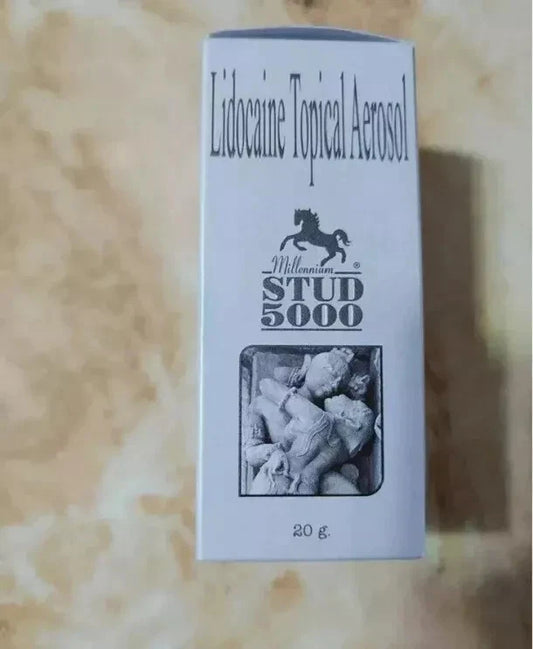 Lidocaine Topical Aerosol
Millennium ®
STUD
5000
20 g.